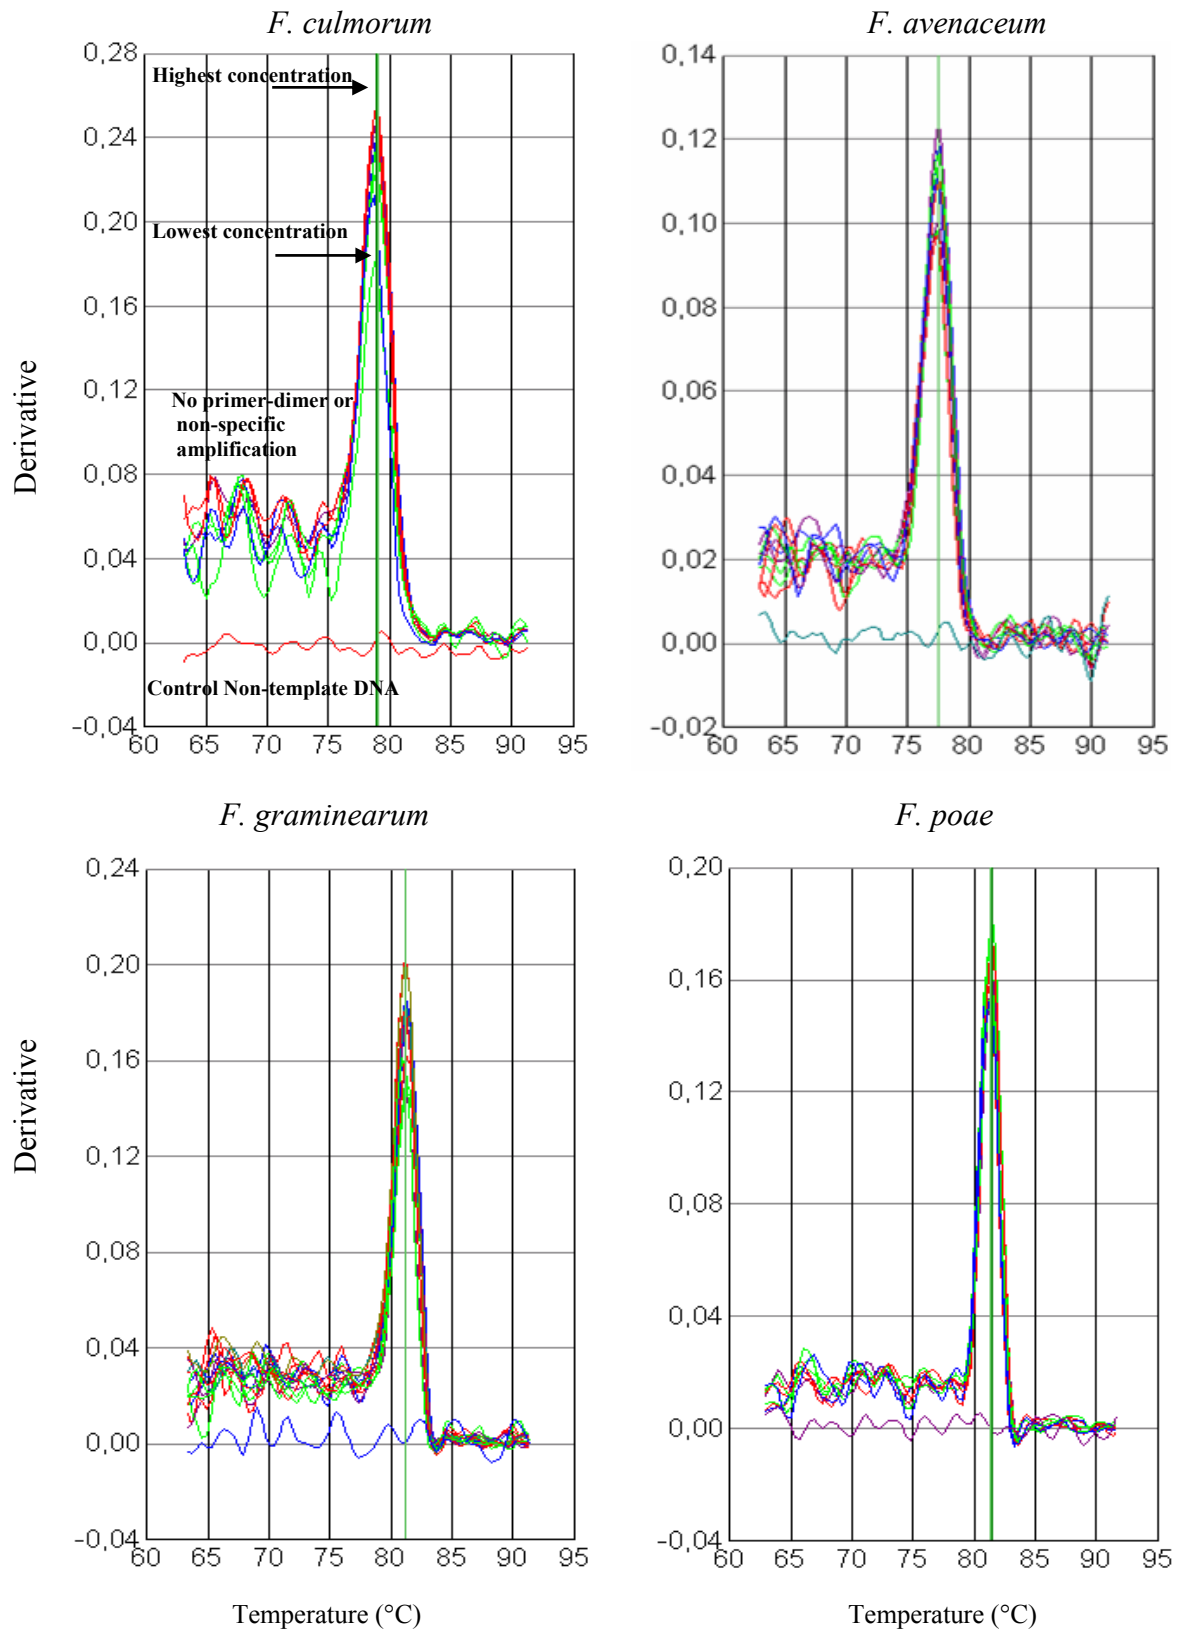 F. culmorum
F. avenaceum
0,28
0,24
0,20
0,16
0,12
0,08
0,04
0.00
-0.04
Highest concentration
Lowest concentration
No primer-dimer or
non-specific
amplification
Control Non-template DNA
60 65 70 75 80 85 90 95
Derivative
0,14
0,12
0,10
0,08
0,06
0,04
0,02
0.00
-0.02
60 65 70 75 80 85 90 95
F. graminearum
F. poae
0,24
0,20
0,16
0,12
0,08
0,04
0.00
-0.04
60 65 70 75 80 85 90 95
Derivative
Temperature (°C)
0,20
0,16
0,12
0,08
0,04
0.00
-0.04
60 65 70 75 80 85 90 95
Temperature (°C)